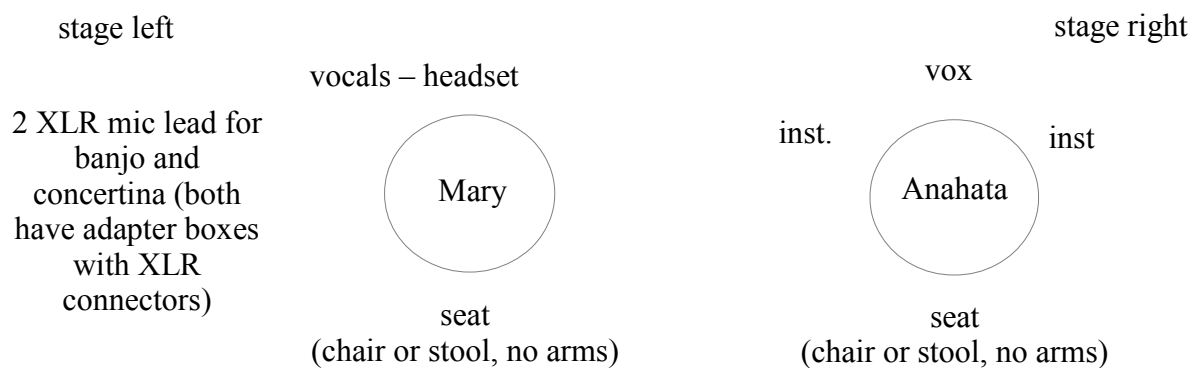 stage left
stage right
vocals – headset
vox
2 XLR mic lead for
banjo and
concertina (both
have adapter boxes
with XLR
connectors)
inst.
inst
Mary
Anahata
seat
(chair or stool, no arms)
seat
(chair or stool, no arms)